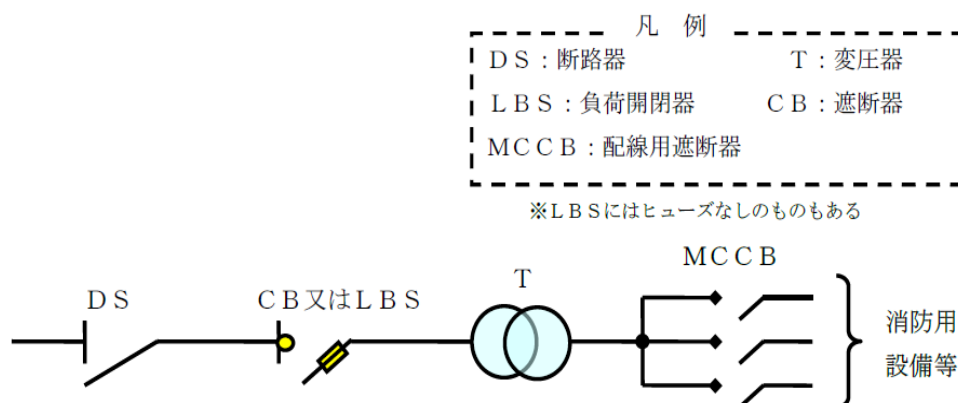 凡 例
ＤＳ：断路器 Ｔ：変圧器
ＬＢＳ：負荷開閉器 ＣＢ：遮断器
ＭＣＣＢ：配線用遮断器
※ＬＢＳにはヒューズなしのものもある
ＭＣＣＢ
Ｔ
ＤＳ
ＣＢ又はＬＢＳ
消防用
設備等